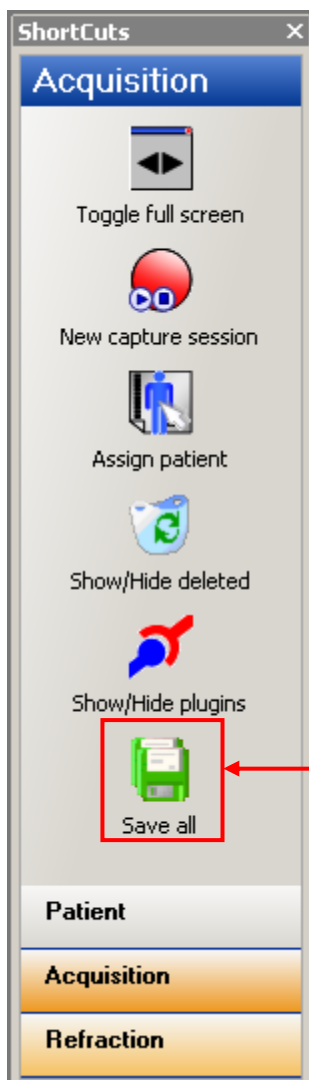 ShortCuts
Acquisition
Toggle full screen
New capture session
Assign patient
Show/Hide deleted
Show/Hide plugins
Save all
Patient
Acquisition
Refraction